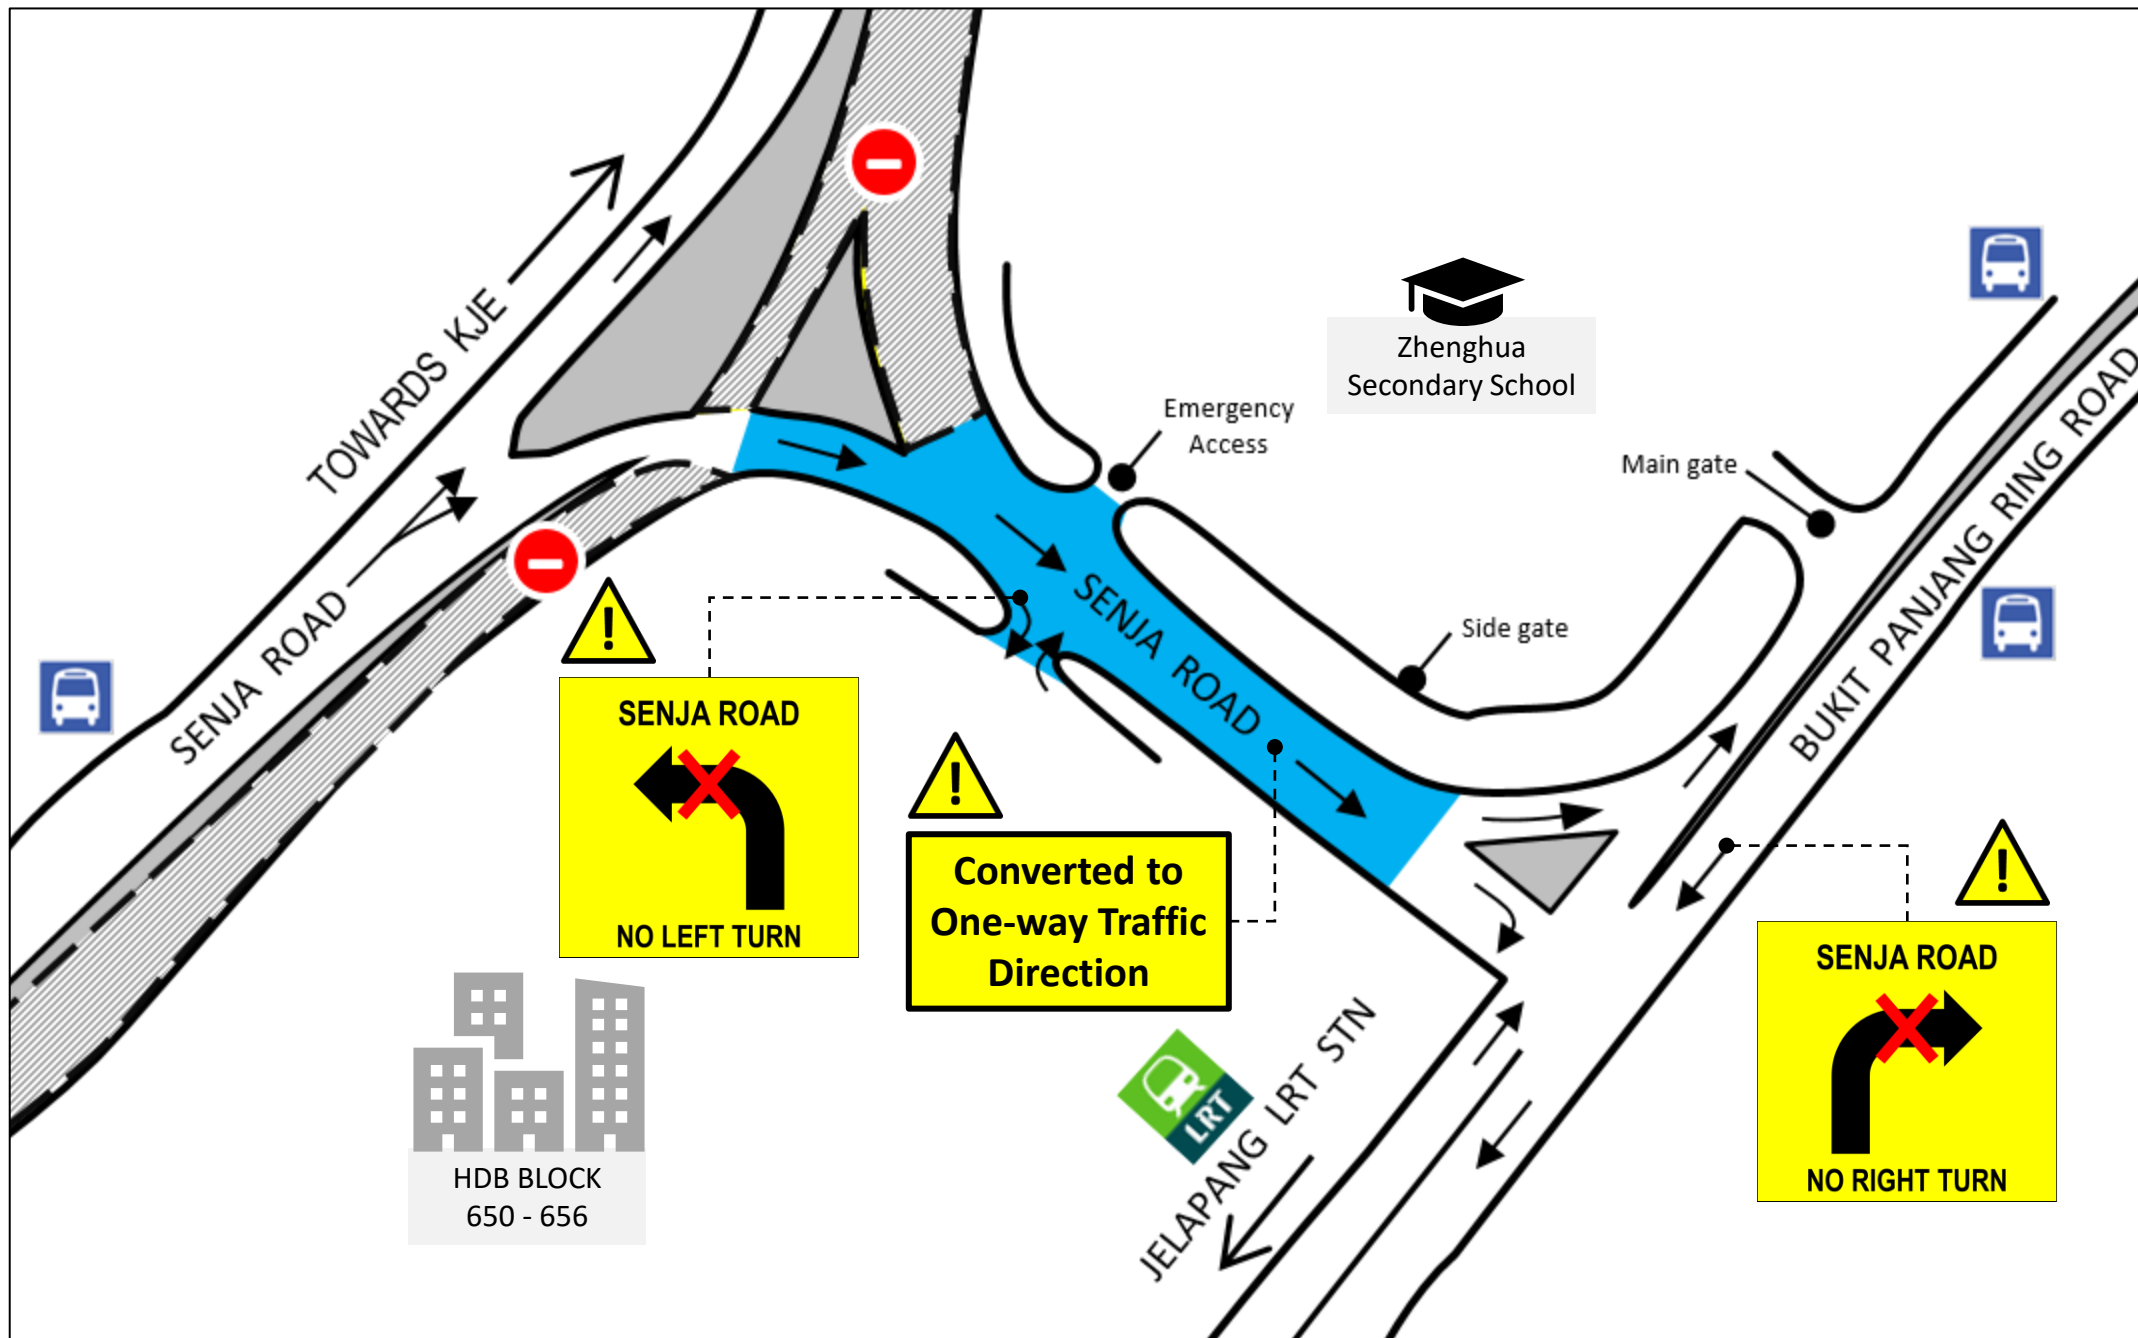 TOWARDS KJE
Zhenghua
Secondary School
Emergency
Access
Main gate
BUKIT PANJANG RING ROAD
SENJA ROAD
SENJA ROAD
Side gate
SENJA ROAD
NO LEFT TURN
Converted to
One-way Traffic
Direction
SENJA ROAD
NO RIGHT TURN
LRT
JELAPANG LRT STN
HDB BLOCK
650 - 656
!
!
!